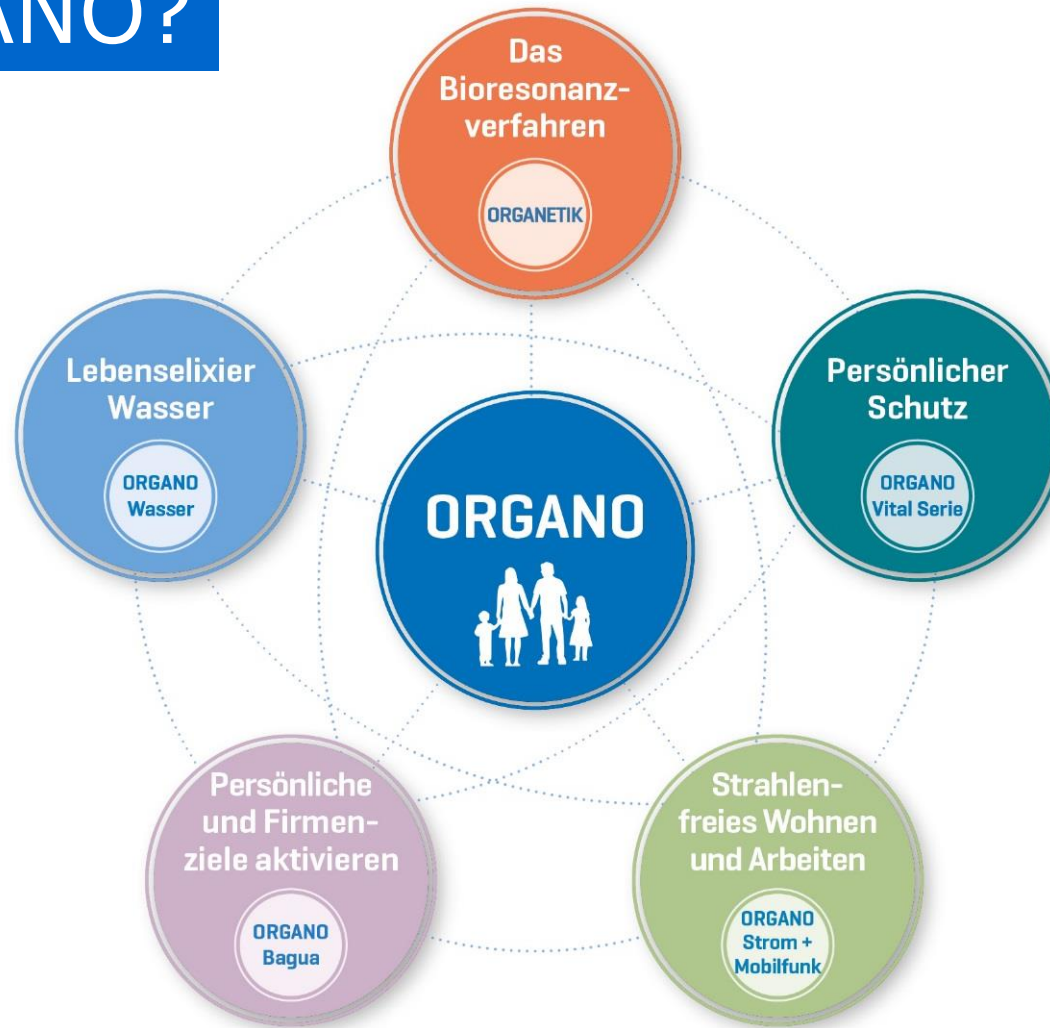 ANO?
Das
Bioresonanz-
verfahren
ORGANETIK
Lebenselixier
Wasser
ORGANO
Wasser
Persönlicher
Schutz
ORGANO
Vital Serie
ORGANO
Persönliche
und Firmen-
ziele aktivieren
ORGANO
Bagua
Strahlen-
freies Wohnen
und Arbeiten
ORGANO
Strom +
Mobilfunk